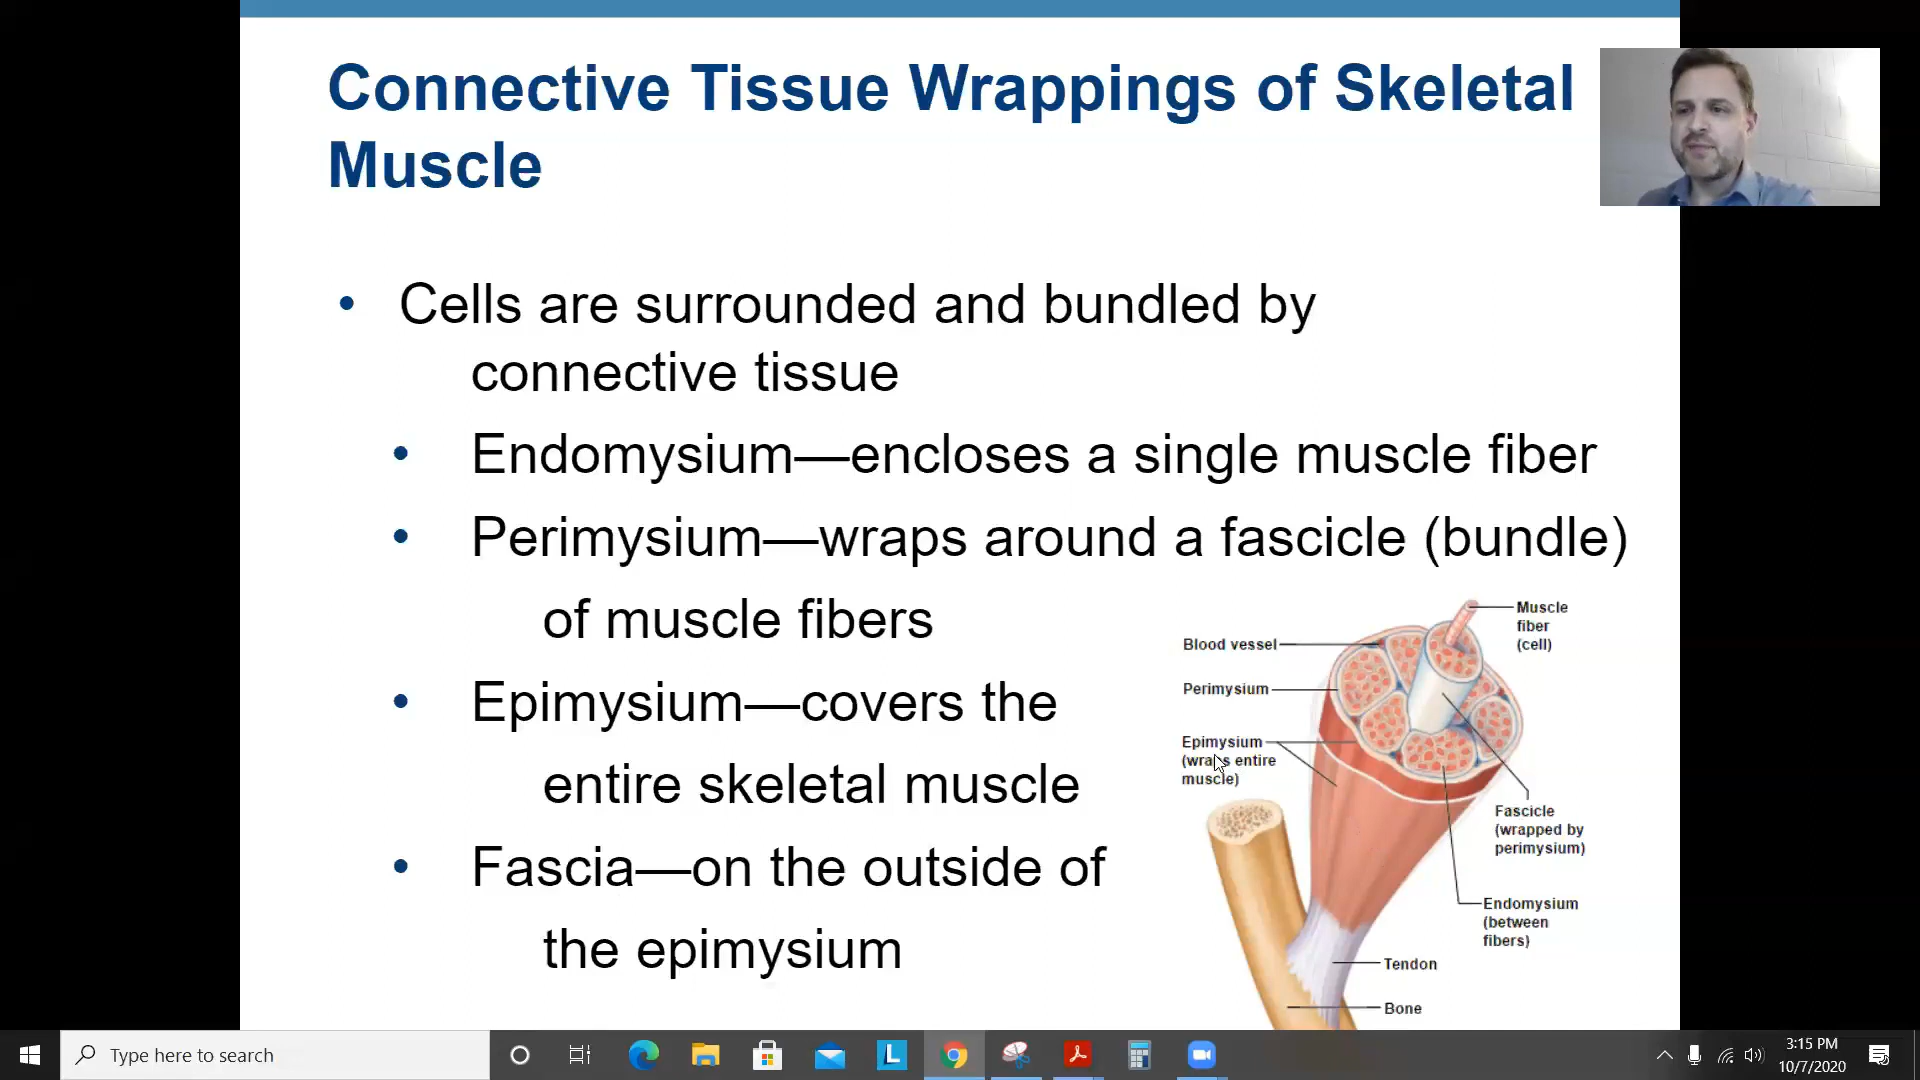 Connective Tissue Wrappings of Skeletal
Muscle
• Cells are surrounded and bundled by
connective tissue
• Endomysium—encloses a single muscle fiber
• Perimysium—wraps around a fascicle (bundle)
of muscle fibers
• Epimysium—covers the
entire skeletal muscle
• Fascia—on the outside of
the epimysium
Muscle
fiber
(cell)
Blood vessel
Perimysium
Epimysium
(wraps entire
muscle)
Fascicle
(wrapped by
perimysium)
Endomysium
(between
fibers)
Tendon
Bone
Type here to search
L
3:15 PM
10/7/2020